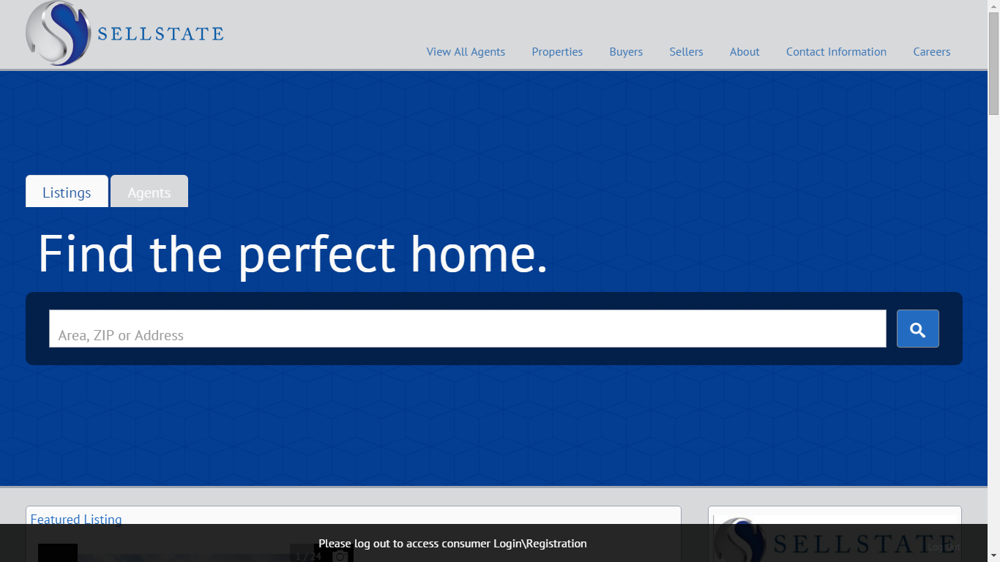 SELLSTATE
View All Agents Properties Buyers Sellers About Contact Information Careers
Listings Agents
Find the perfect home.
Area, ZIP or Address
Featured Listing
SELLSTATE
Please log out to access consumer Login\Registration
Log Out
1 / 24